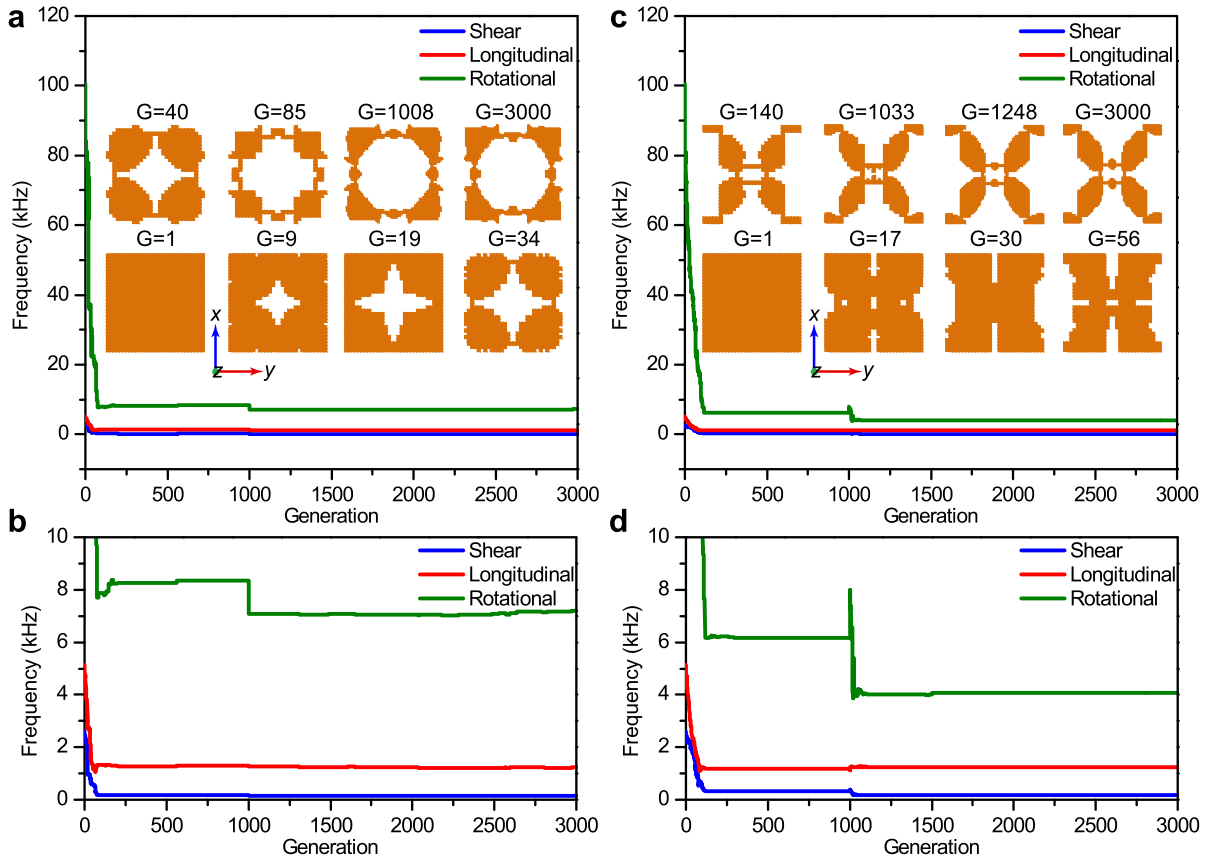 a
Frequency (kHz)
120
100
80
60
40
20
0
Shear
Longitudinal
Rotational
G=40 G=85 G=1008 G=3000
G=1 G=9 G=19 G=34
x
z y
0 500 1000 1500 2000 2500 3000
Generation
c
Frequency (kHz)
120
100
80
60
40
20
0
Shear
Longitudinal
Rotational
G=140 G=1033 G=1248 G=3000
G=1 G=17 G=30 G=56
x
z y
0 500 1000 1500 2000 2500 3000
Generation
b
Frequency (kHz)
10
8
6
4
2
0
Shear
Longitudinal
Rotational
0 500 1000 1500 2000 2500 3000
Generation
d
Frequency (kHz)
10
8
6
4
2
0
Shear
Longitudinal
Rotational
0 500 1000 1500 2000 2500 3000
Generation